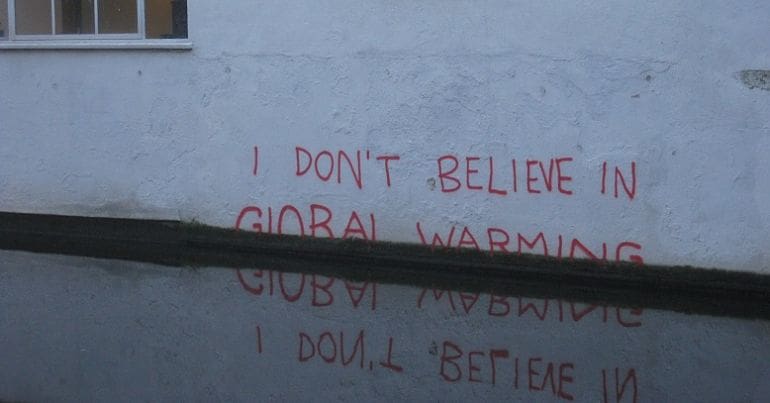 I DON'T BELIEVE IN
GLOBAL WARMING